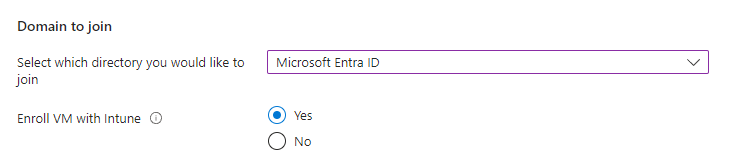 Domain to join
Select which directory you would like to
join
Microsoft Entra ID
Enroll VM with Intune
Yes
No